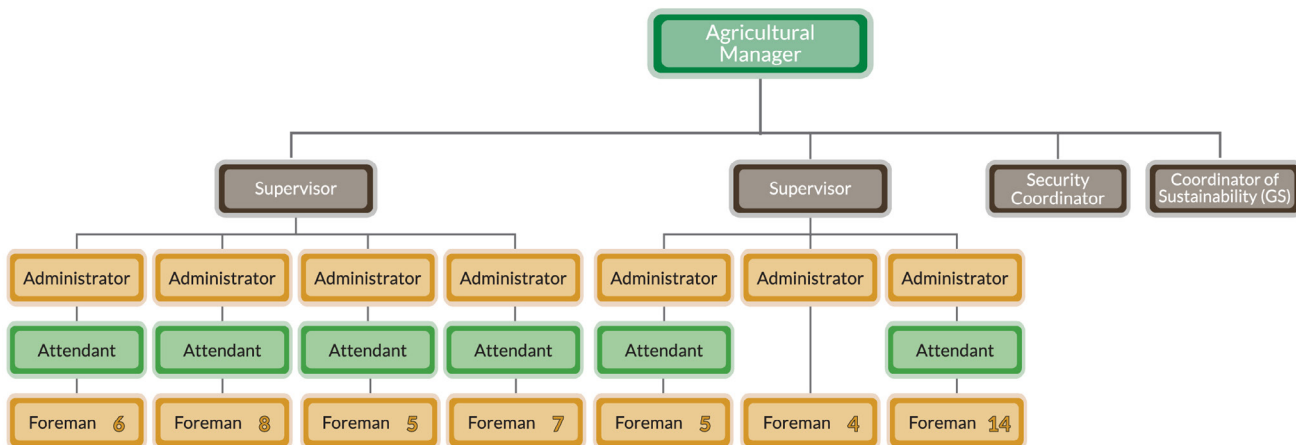 Agricultural
Manager
Supervisor
Supervisor
Security
Coordinator
Coordinator of
Sustainability (GS)
Administrator
Administrator
Administrator
Administrator
Administrator
Administrator
Administrator
Attendant
Attendant
Attendant
Attendant
Attendant
Attendant
Foreman 6
Foreman 8
Foreman 5
Foreman 7
Foreman 5
Foreman 4
Foreman 14